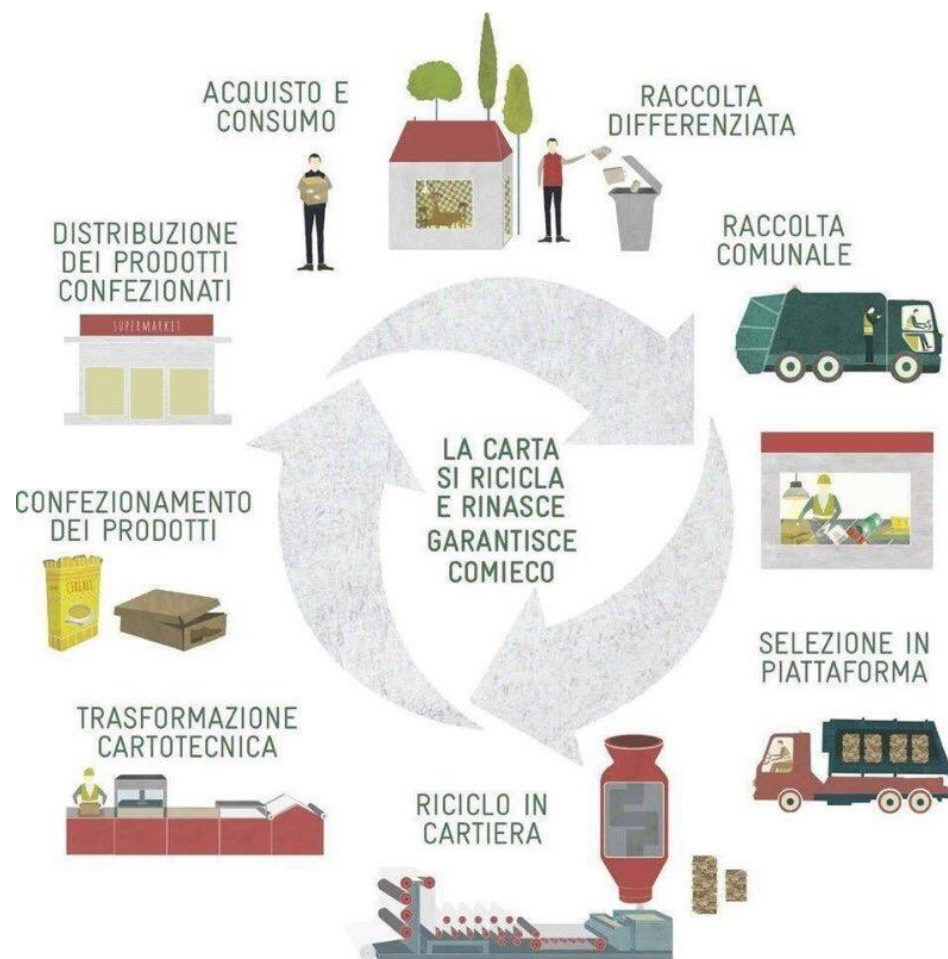 ACQUISTO E
CONSUMO
RACCOLTA
DIFFERENZIATA
RACCOLTA
COMUNALE
DISTRIBUZIONE
DEI PRODOTTI
CONFEZIONATI
SUPERMARKET
LA CARTA
SI RICICLA
E RINASCE
GARANTISCE
COMIECO
CONFEZIONAMENTO
DEI PRODOTTI
CEREALI
SELEZIONE IN
PIATTAFORMA
TRASFORMAZIONE
CARTOTECNICA
RICICLO IN
CARTIERA